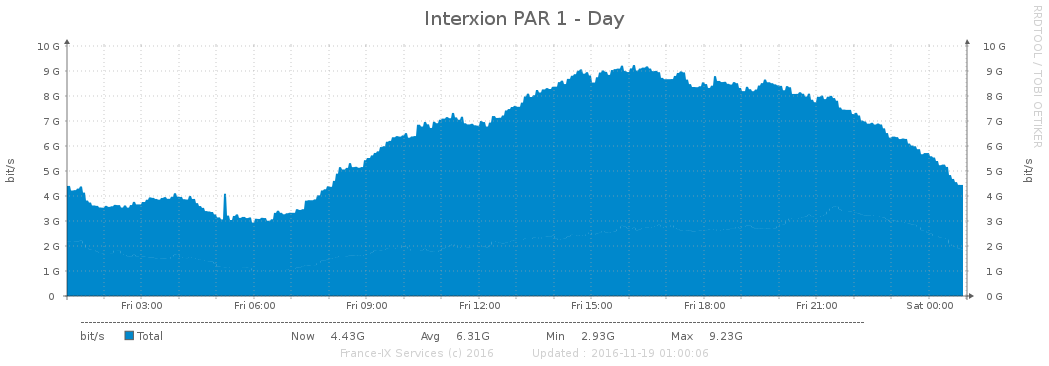 Interxion PAR 1 - Day
RRDTOOL / TOBI OETIKER
bit/s
10 G 10 G
9 G 9 G
8 G 8 G
7 G 7 G
6 G 6 G
5 G 5 G
4 G 4 G
3 G 3 G
2 G 2 G
1 G 1 G
0 0 G
bit/s
Fri 03:00 Fri 06:00 Fri 09:00 Fri 12:00 Fri 15:00 Fri 18:00 Fri 21:00 Sat 00:00
bit/s Total Now 4.43G Avg 6.31G Min 2.93G Max 9.23G
France-IX Services (c) 2016 Updated : 2016-11-19 01:00:06